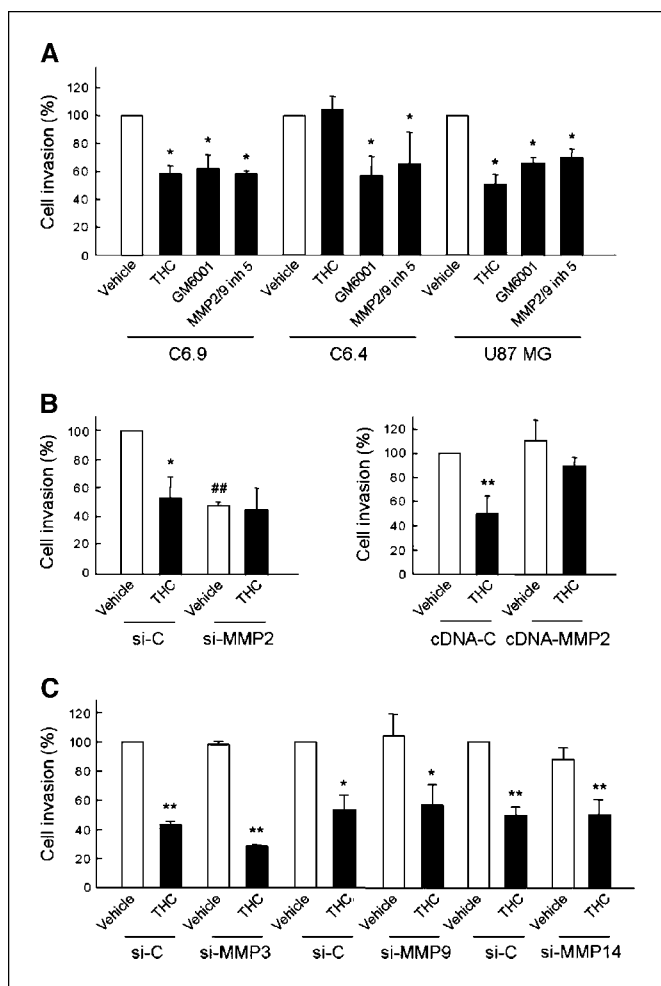 A
Cell invasion (%)
120
100
80
60
40
20
0
* * * * * * * *
Vehicle THC GM6001 MMP2/9 inh 5 Vehicle THC GM6001 MMP2/9 inh 5 Vehicle THC GM6001 MMP2/9 inh 5
C6.9 C6.4 U87 MG
B
Cell invasion (%)
100
80
60
40
20
0
* ##
Vehicle THC Vehicle THC
si-C si-MMP2
Cell invasion (%)
120
100
80
60
40
20
0
**
Vehicle THC Vehicle THC
cDNA-C cDNA-MMP2
C
Cell invasion (%)
120
100
80
60
40
20
0
** ** * * ** **
Vehicle THC Vehicle THC Vehicle THC Vehicle THC Vehicle THC Vehicle THC
si-C si-MMP3 si-C si-MMP9 si-C si-MMP14